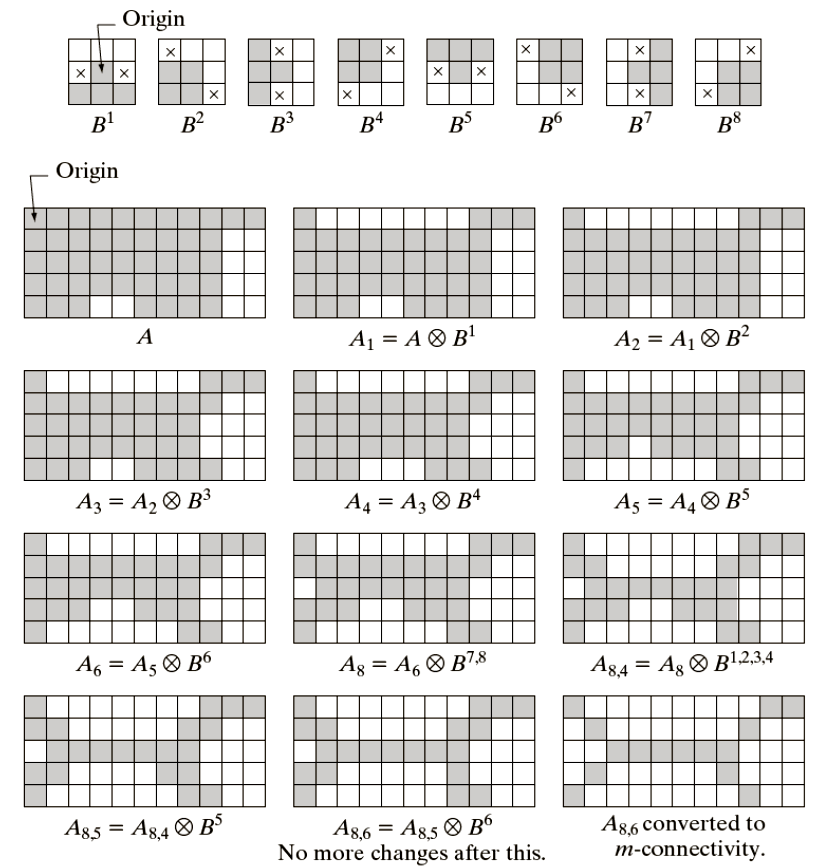 Origin
× × × × × × × × × × × × × × × ×
B¹ B² B³ B⁴ B⁵ B⁶ B⁷ B⁸
Origin
A A₁ = A ⊗ B¹ A₂ = A₁ ⊗ B²
A₃ = A₂ ⊗ B³ A₄ = A₃ ⊗ B⁴ A₅ = A₄ ⊗ B⁵
A₆ = A₅ ⊗ B⁶ A₈ = A₆ ⊗ B⁷,⁸ A₈,₄ = A₈ ⊗ B¹,²,³,⁴
A₈,₅ = A₈,₄ ⊗ B⁵ A₈,₆ = A₈,₅ ⊗ B⁶ A₈,₆ converted to
No more changes after this. m-connectivity.